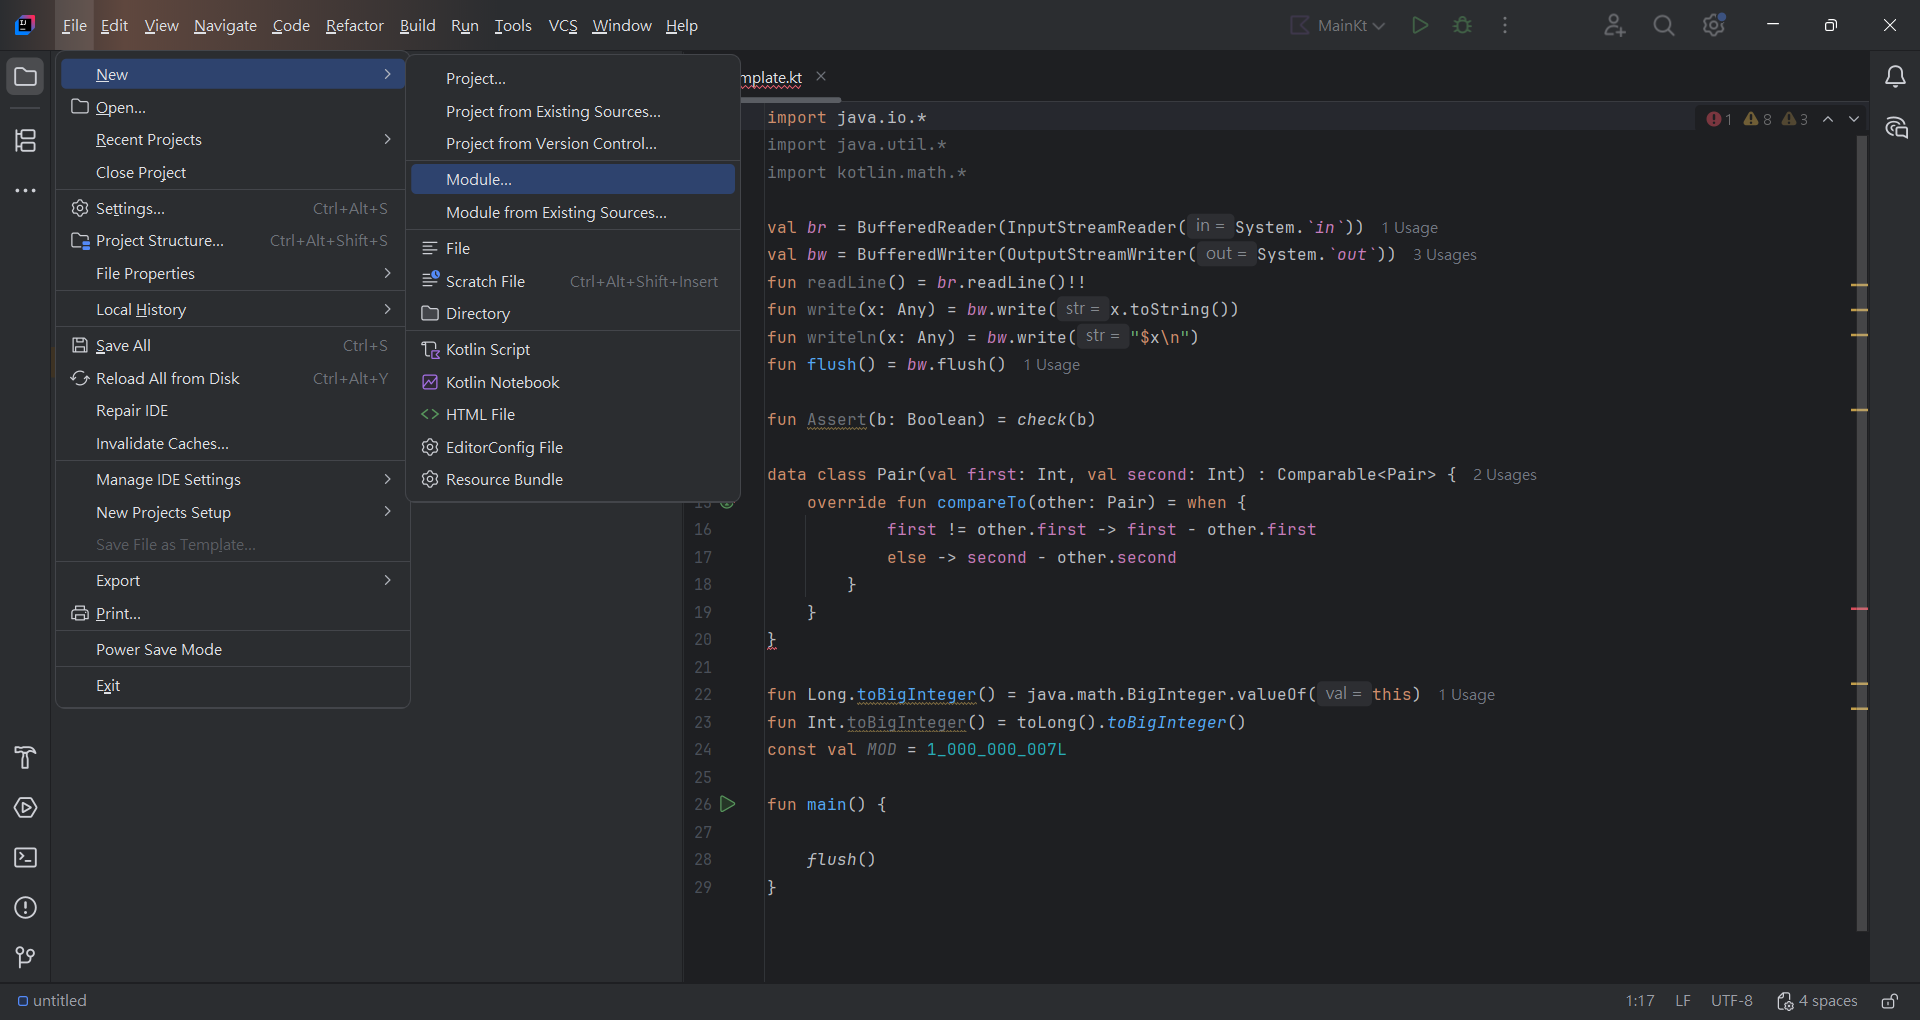 File Edit View Navigate Code Refactor Build Run Tools VCS Window Help
MainKt
New
Open...
Recent Projects
Close Project
Settings... Ctrl+Alt+S
Project Structure... Ctrl+Alt+Shift+S
File Properties
Local History
Save All Ctrl+S
Reload All from Disk Ctrl+Alt+Y
Repair IDE
Invalidate Caches...
Manage IDE Settings
New Projects Setup
Save File as Template...
Export
Print...
Power Save Mode
Exit
Project...
Project from Existing Sources...
Project from Version Control...
Module...
Module from Existing Sources...
File
Scratch File Ctrl+Alt+Shift+Insert
Directory
Kotlin Script
Kotlin Notebook
HTML File
EditorConfig File
Resource Bundle
mplate.kt
1 8 3
import java.io.*
import java.util.*
import kotlin.math.*
val br = BufferedReader(InputStreamReader( in = System.`in`)) 1 Usage
val bw = BufferedWriter(OutputStreamWriter( out = System.`out`)) 3 Usages
fun readLine() = br.readLine()!!
fun write(x: Any) = bw.write( str = x.toString())
fun writeln(x: Any) = bw.write( str = "$x\n")
fun flush() = bw.flush() 1 Usage
fun Assert(b: Boolean) = check(b)
data class Pair(val first: Int, val second: Int) : Comparable<Pair> { 2 Usages
15 override fun compareTo(other: Pair) = when {
16 first != other.first -> first - other.first
17 else -> second - other.second
18 }
19 }
20 }
21
22 fun Long.toBigInteger() = java.math.BigInteger.valueOf( val = this) 1 Usage
23 fun Int.toBigInteger() = toLong().toBigInteger()
24 const val MOD = 1_000_000_007L
25
26 fun main() {
27
28 flush()
29 }
untitled
1:17 LF UTF-8 4 spaces